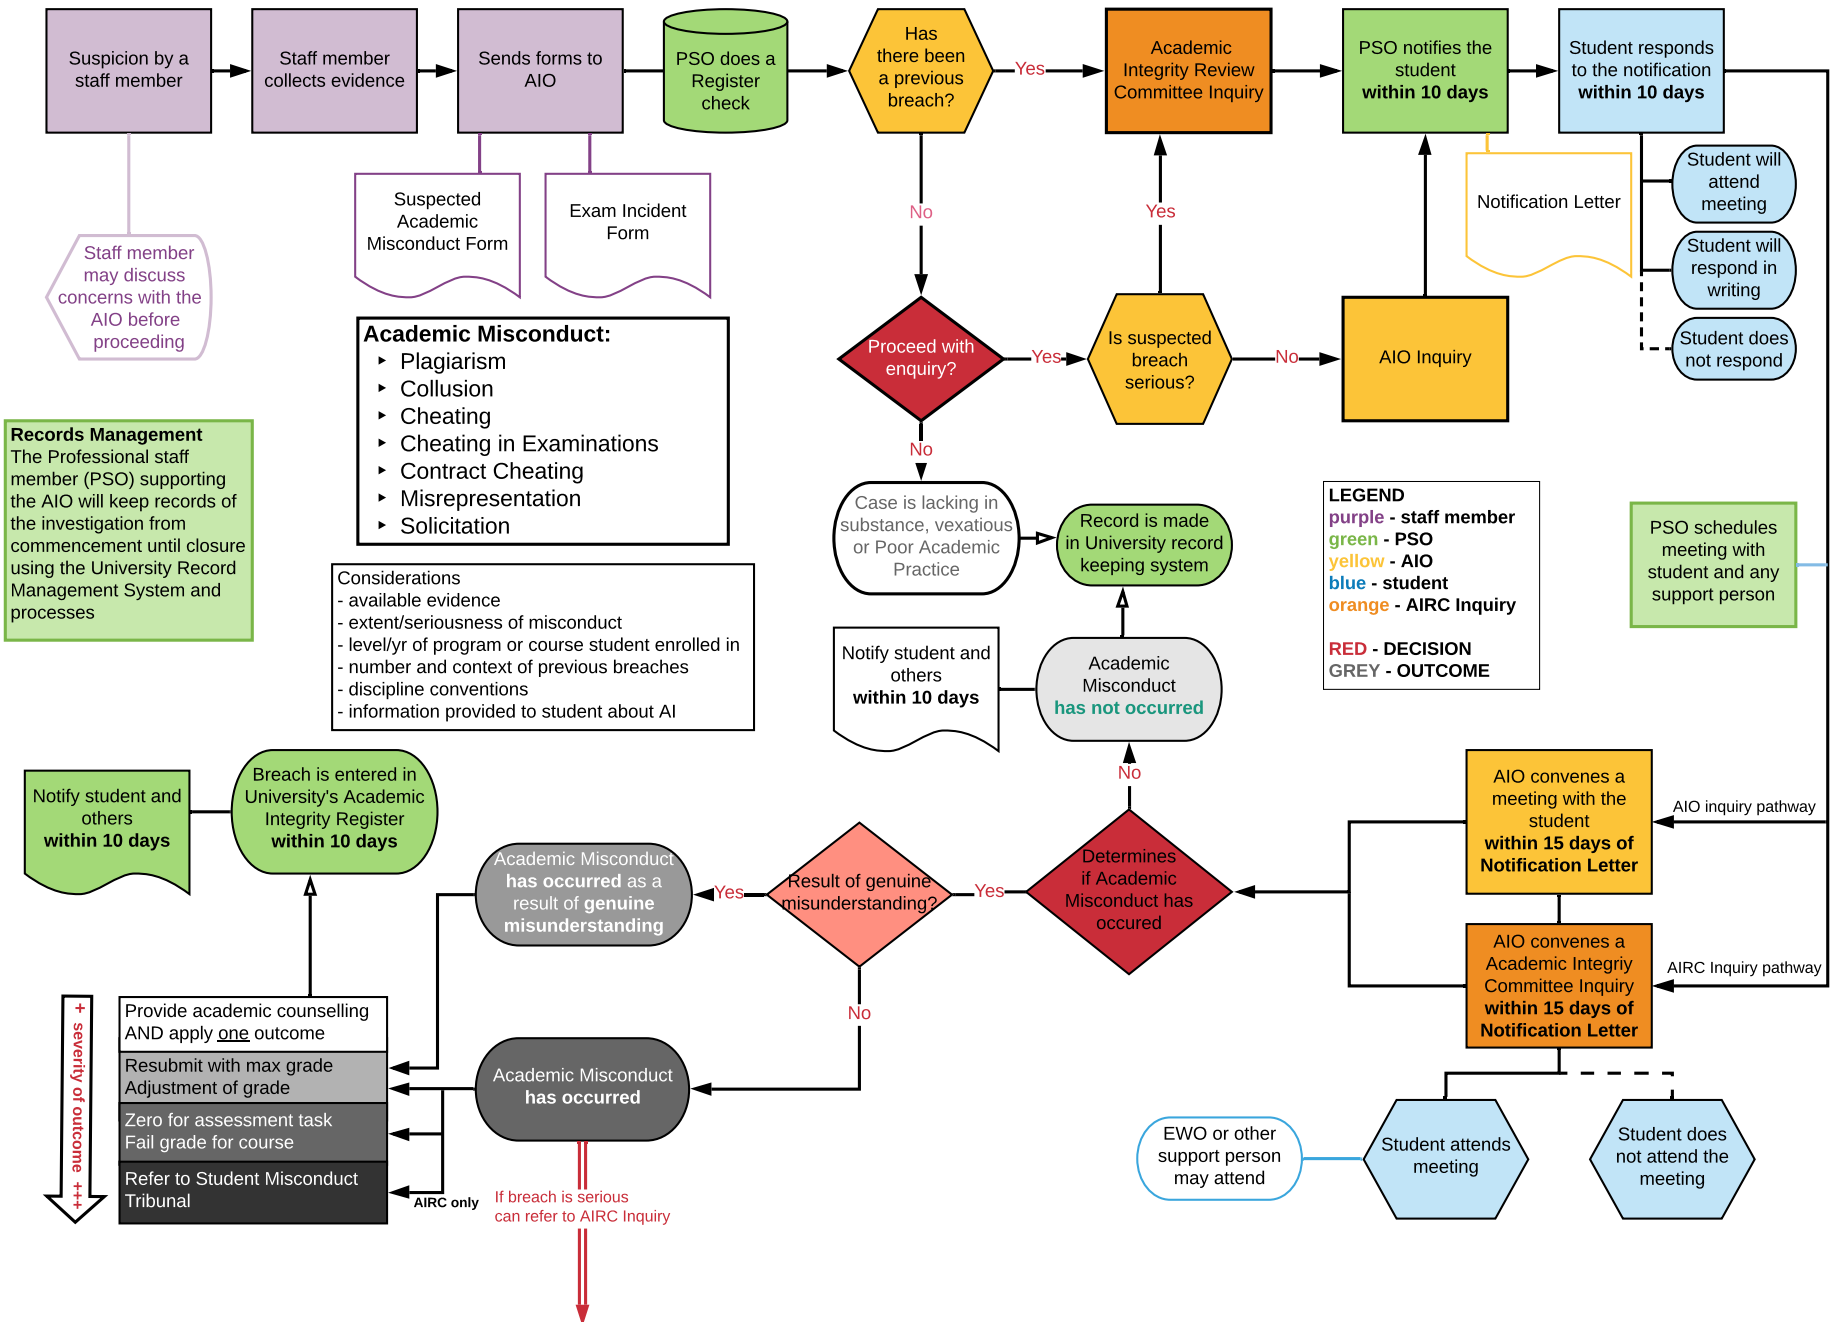 Suspicion by a
staff member
Staff member
collects evidence
Sends forms to
AIO
PSO does a
Register
check
Has
there been
a previous
breach?
Yes
Academic
Integrity Review
Committee Inquiry
PSO notifies the
student
within 10 days
Student responds
to the notification
within 10 days
Staff member
may discuss
concerns with the
AIO before
proceeding
Suspected
Academic
Misconduct Form
Exam Incident
Form
No
Yes
Notification Letter
Student will
attend
meeting
Student will
respond in
writing
Student does
not respond
Academic Misconduct:
Plagiarism
Collusion
Cheating
Cheating in Examinations
Contract Cheating
Misrepresentation
Solicitation
Proceed with
enquiry?
Yes
Is suspected
breach
serious?
No
AIO Inquiry
No
Records Management
The Professional staff
member (PSO) supporting
the AIO will keep records of
the investigation from
commencement until closure
using the University Record
Management System and
processes
Case is lacking in
substance, vexatious
or Poor Academic
Practice
Record is made
in University record
keeping system
LEGEND
purple - staff member
green - PSO
yellow - AIO
blue - student
orange - AIRC Inquiry
RED - DECISION
GREY - OUTCOME
PSO schedules
meeting with
student and any
support person
Considerations
- available evidence
- extent/seriousness of misconduct
- level/yr of program or course student enrolled in
- number and context of previous breaches
- discipline conventions
- information provided to student about AI
Notify student and
others
within 10 days
Academic
Misconduct
has not occurred
No
Notify student and
others
within 10 days
Breach is entered in
University's Academic
Integrity Register
within 10 days
Academic Misconduct
has occurred as a
result of genuine
misunderstanding
Yes
Result of genuine
misunderstanding?
Yes
Determines
if Academic
Misconduct has
occured
AIO convenes a
meeting with the
student
within 15 days of
Notification Letter
AIO inquiry pathway
AIO convenes a
Academic Integriy
Committee Inquiry
within 15 days of
Notification Letter
AIRC Inquiry pathway
No
+ severity of outcome +++
Provide academic counselling
AND apply one outcome
Resubmit with max grade
Adjustment of grade
Zero for assessment task
Fail grade for course
Refer to Student Misconduct
Tribunal
AIRC only
Academic Misconduct
has occurred
If breach is serious
can refer to AIRC Inquiry
EWO or other
support person
may attend
Student attends
meeting
Student does
not attend the
meeting